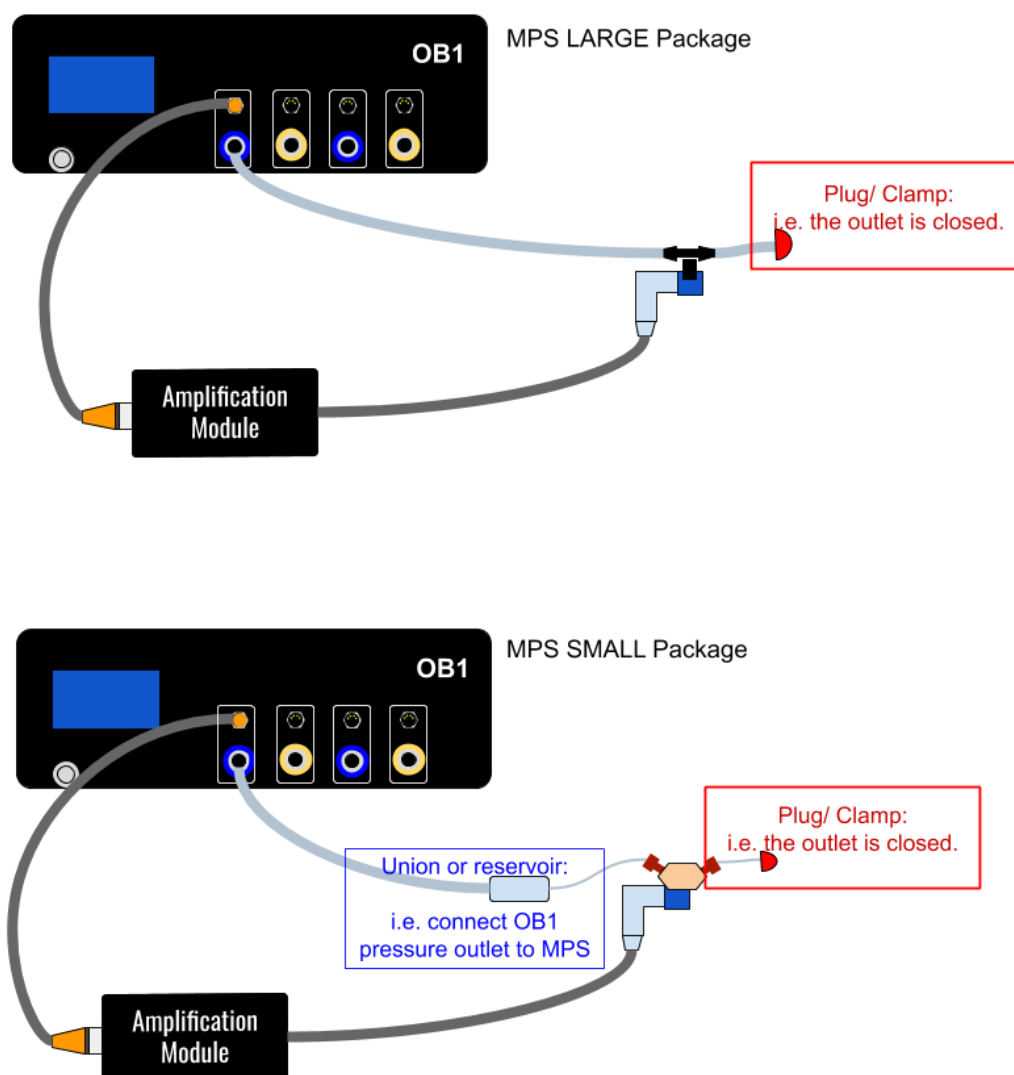 OB1
MPS LARGE Package
Plug/ Clamp:
i.e. the outlet is closed.
Amplification
Module
OB1
MPS SMALL Package
Plug/ Clamp:
i.e. the outlet is closed.
Union or reservoir:
i.e. connect OB1
pressure outlet to MPS
Amplification
Module